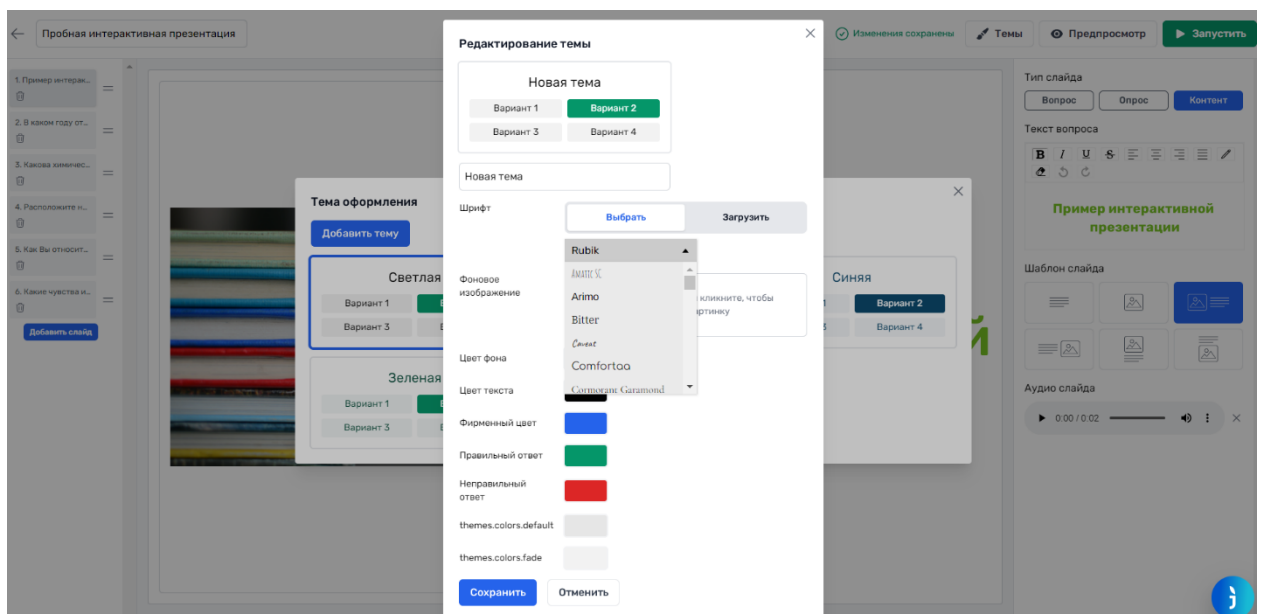 Пробная интерактивная презентация
Изменения сохранены
Темы
Предпросмотр
Запустить
1. Пример интерак...
2. В каком году от...
3. Какова химичес...
4. Расположите н...
5. Как Вы относит...
6. Какие чувства и...
Добавить слайд
Тема оформления
Добавить тему
Светлая
Вариант 1
Вариант 3
Зеленая
Вариант 1
Вариант 3
Редактирование темы
Новая тема
Вариант 1
Вариант 2
Вариант 3
Вариант 4
Новая тема
Шрифт
Выбрать
Загрузить
Rubik
Amatic SC
Arimo
Bitter
Caveat
Comfortaa
Cormorant Garamond
Фоновое
изображение
кликните, чтобы
Цвет фона
Цвет текста
Фирменный цвет
Правильный ответ
Неправильный
ответ
themes.colors.default
themes.colors.fade
Сохранить
Отменить
Синяя
Вариант 2
Вариант 4
й
Тип слайда
Вопрос
Опрос
Контент
Текст вопроса
B I U S
Пример интерактивной
презентации
Шаблон слайда
Аудио слайда
0:00 / 0:02